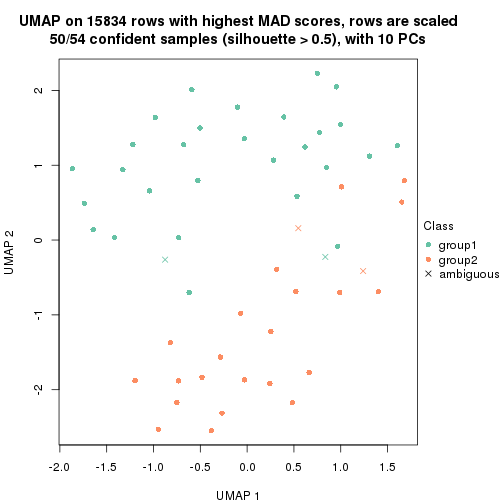 UMAP on 15834 rows with highest MAD scores, rows are scaled
50/54 confident samples (silhouette > 0.5), with 10 PCs
2
1
0
-1
-2
UMAP 2
Class
group1
group2
ambiguous
-2.0 -1.5 -1.0 -0.5 0.0 0.5 1.0 1.5
UMAP 1